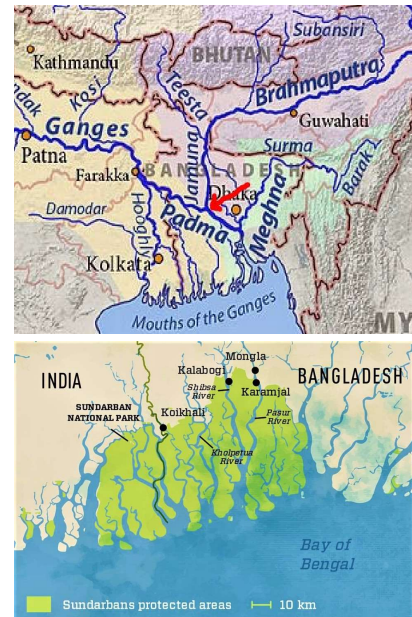 Subansiri
BHUTAN
Kathmandu
Kosi
Teesta
Brahmaputra
ndak
Ganges
Jamuna
Guwahati
Patna
Surma
BANGLADESH
Farakka
Barak
Dhaka
Damodar
Hooghly
Padma
Meghna
Kolkata
Mouths of the Ganges
MY
Mongla
Kalabogi
INDIA
BANGLADESH
Shibsa
River
Karamjal
SUNDARBAN
NATIONAL PARK
Koikhali
Pasur
River
Kholpetua
River
Bay of
Bengal
Sundarbans protected areas
10 km